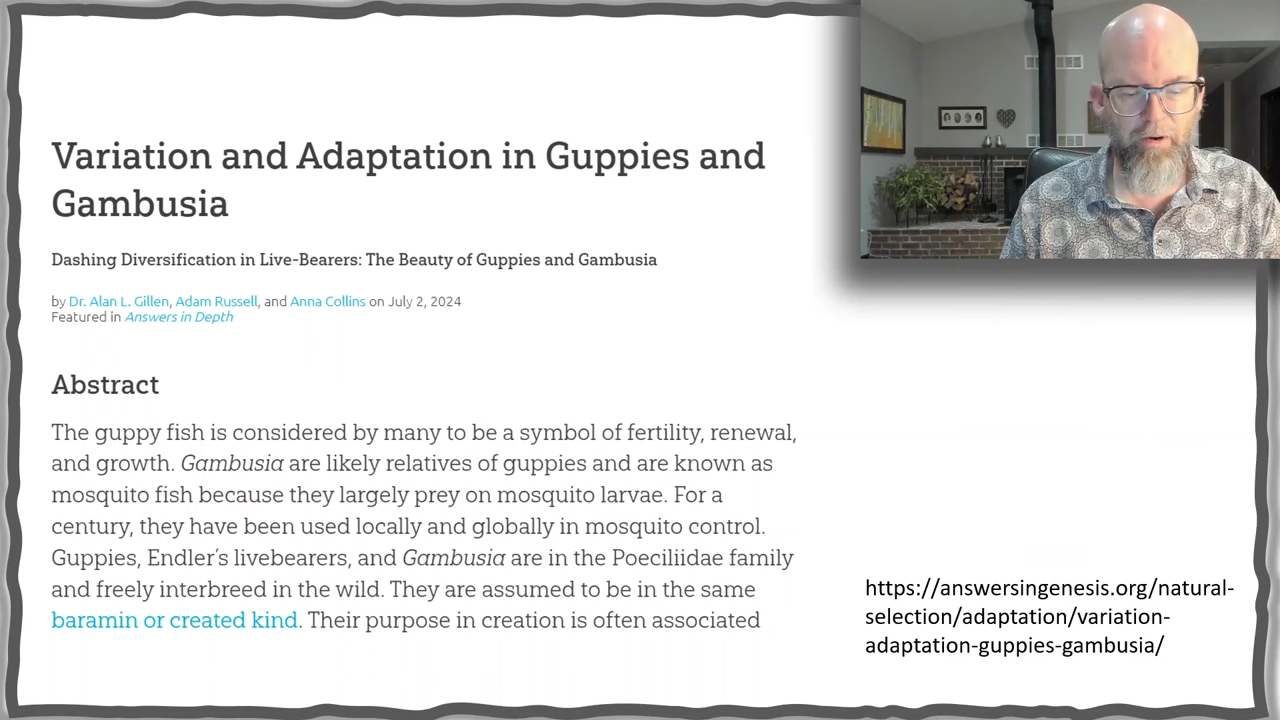 Variation and Adaptation in Guppies and
Gambusia
Dashing Diversification in Live-Bearers: The Beauty of Guppies and Gambusia
by Dr. Alan L. Gillen, Adam Russell, and Anna Collins on July 2, 2024
Featured in Answers in Depth
Abstract
The guppy fish is considered by many to be a symbol of fertility, renewal,
and growth. Gambusia are likely relatives of guppies and are known as
mosquito fish because they largely prey on mosquito larvae. For a
century, they have been used locally and globally in mosquito control.
Guppies, Endler’s livebearers, and Gambusia are in the Poeciliidae family
and freely interbreed in the wild. They are assumed to be in the same
baramin or created kind. Their purpose in creation is often associated
https://answersingenesis.org/natural-
selection/adaptation/variation-
adaptation-guppies-gambusia/